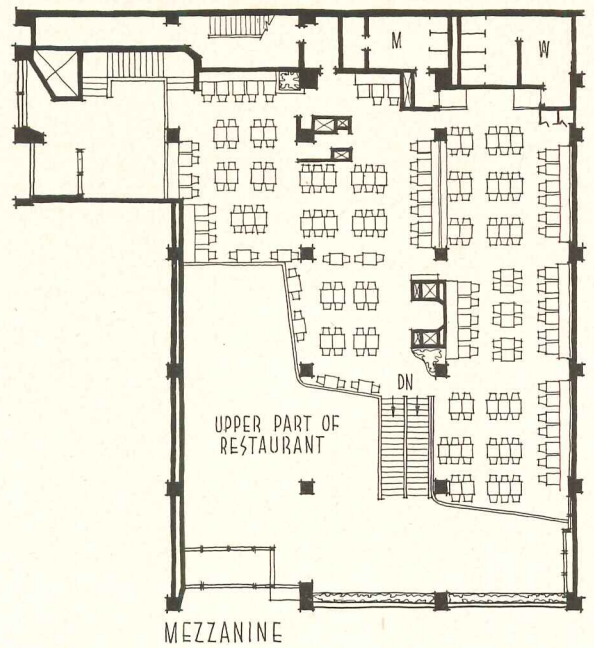 M
W
DN
UPPER PART OF
RESTAURANT
MEZZANINE